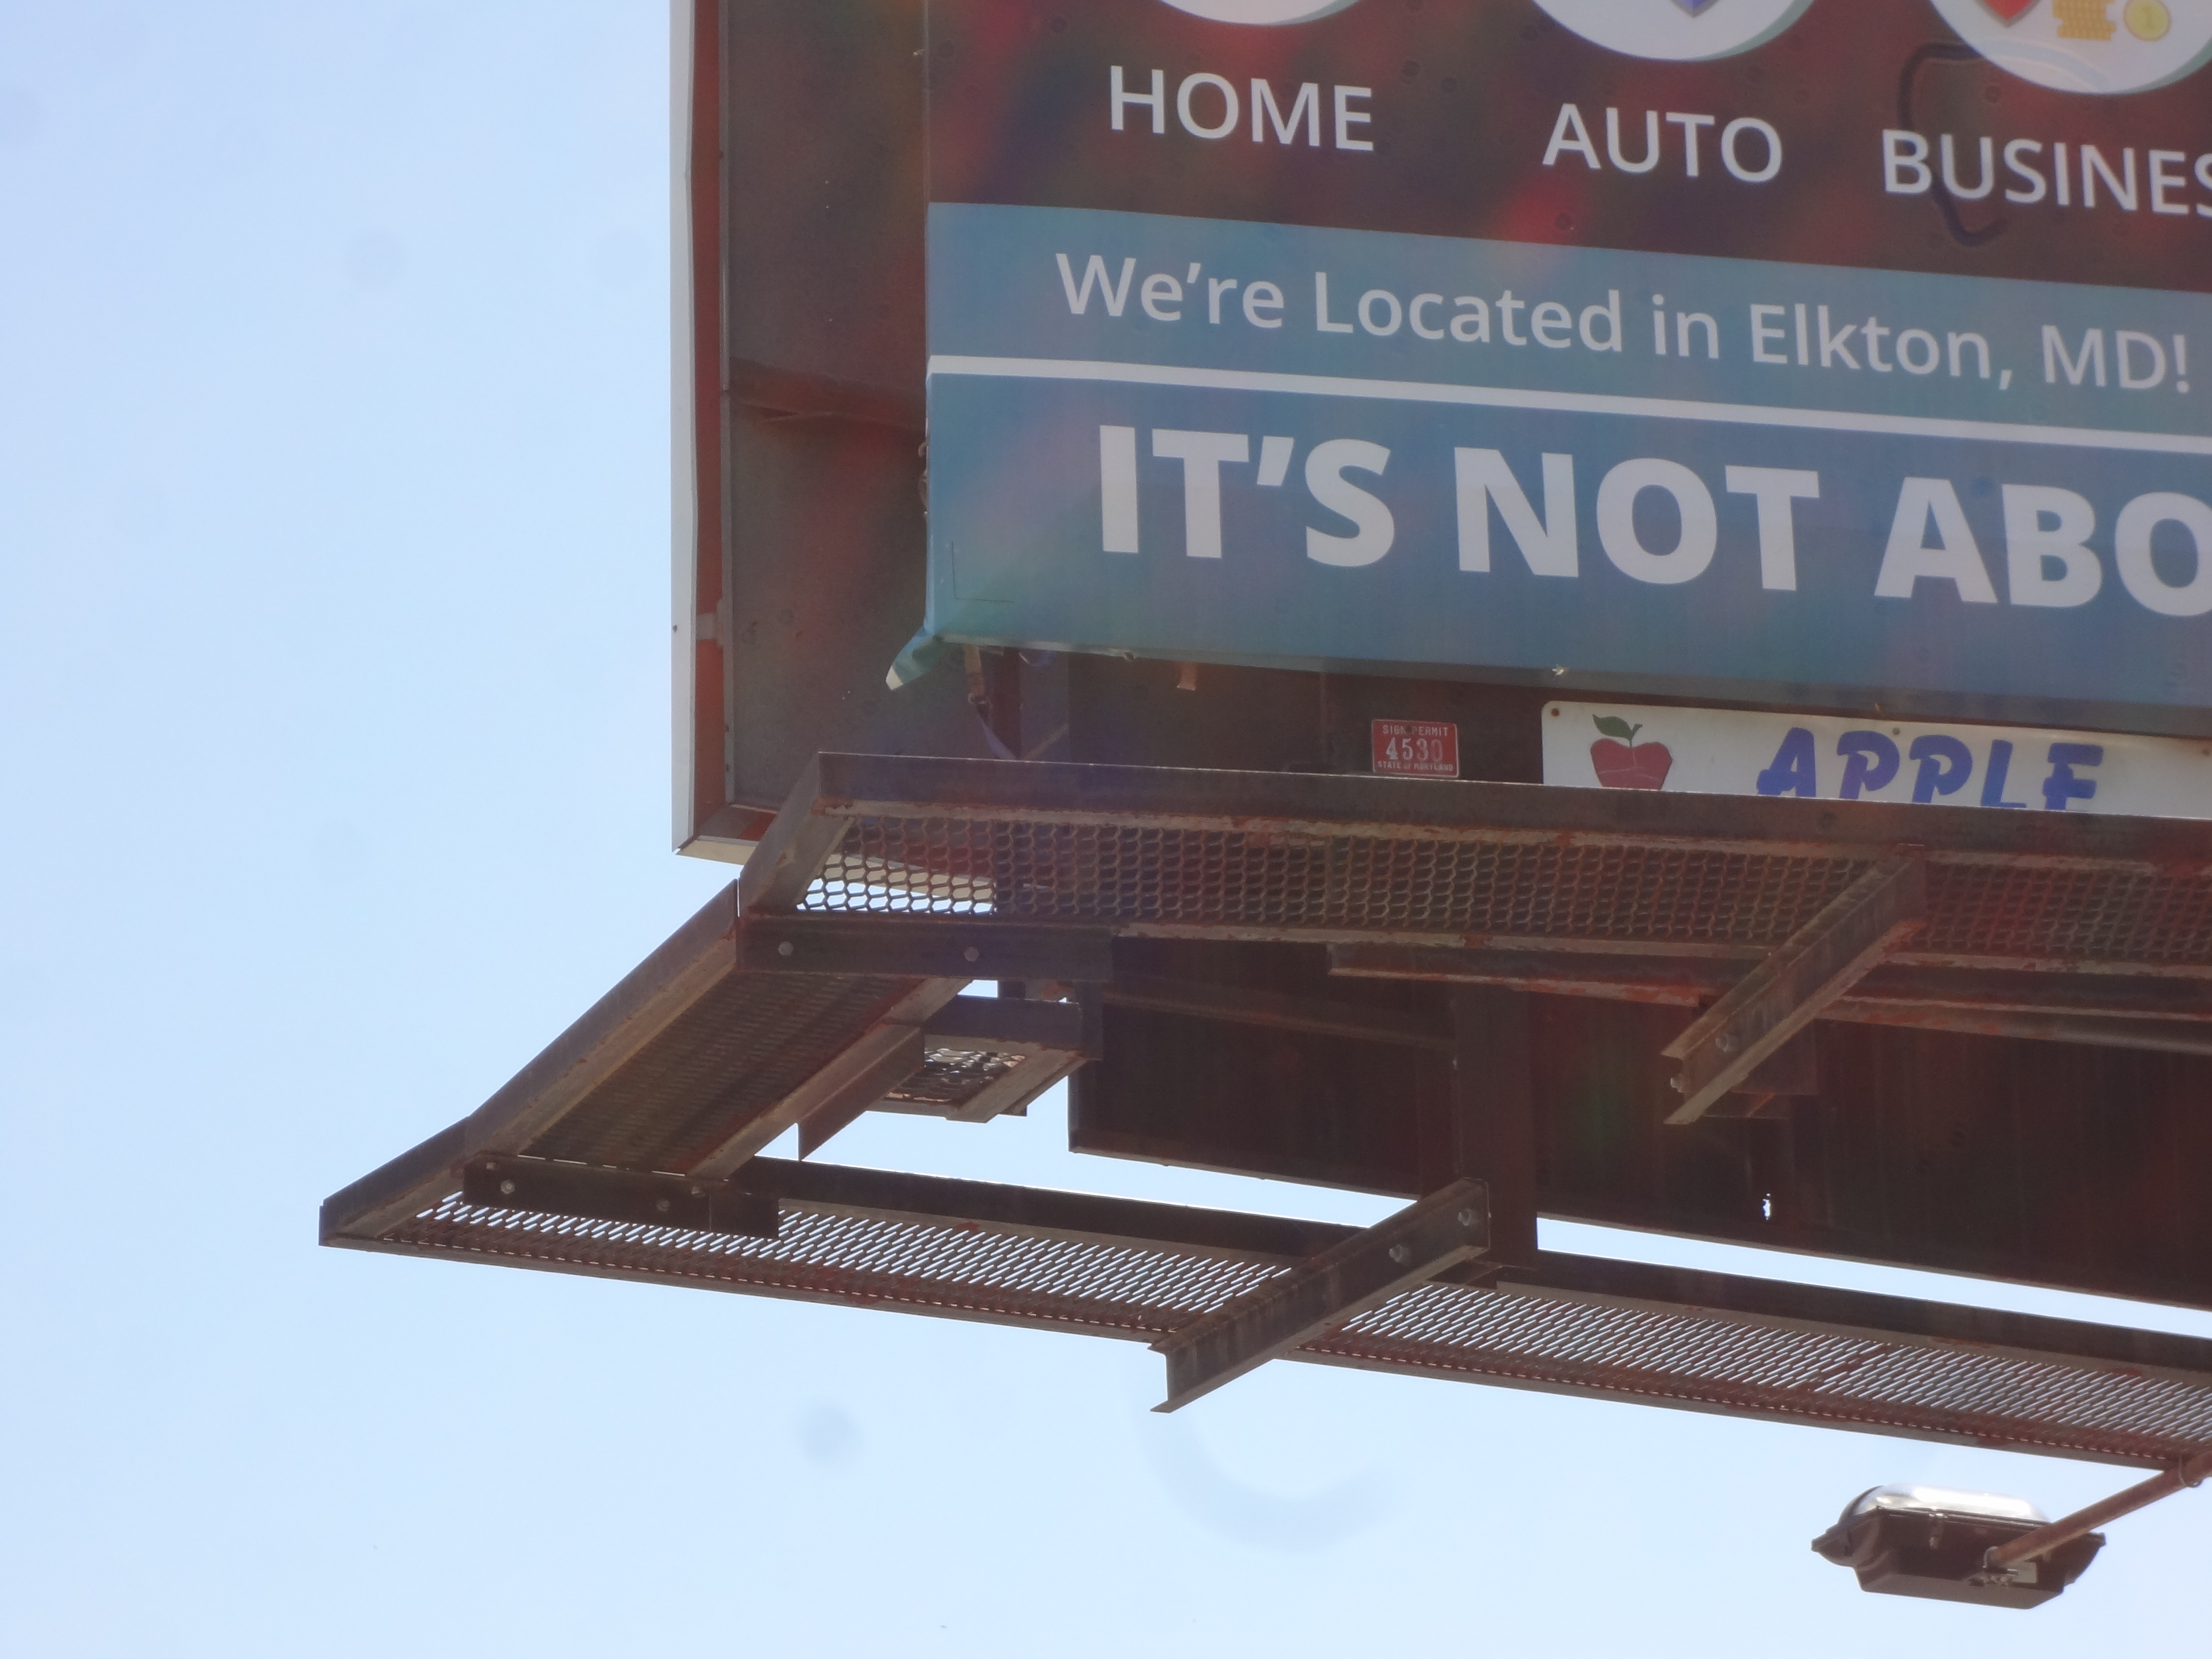 HOME AUTO BUSINES
We're Located in Elkton, MD!
IT'S NOT ABO
SIGN PERMIT
4530
STATE of MARYLAND
APPLE